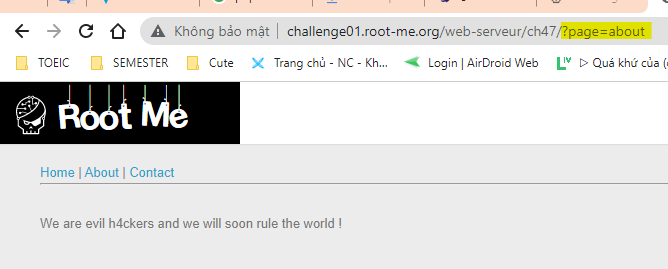 Không bảo mật | challenge01.root-me.org/web-serveur/ch47/?page=about
TOEIC SEMESTER Cute Trang chủ - NC - Kh... Login | AirDroid Web ▷ Quá khứ của (
Root Me
Home | About | Contact
We are evil h4ckers and we will soon rule the world !